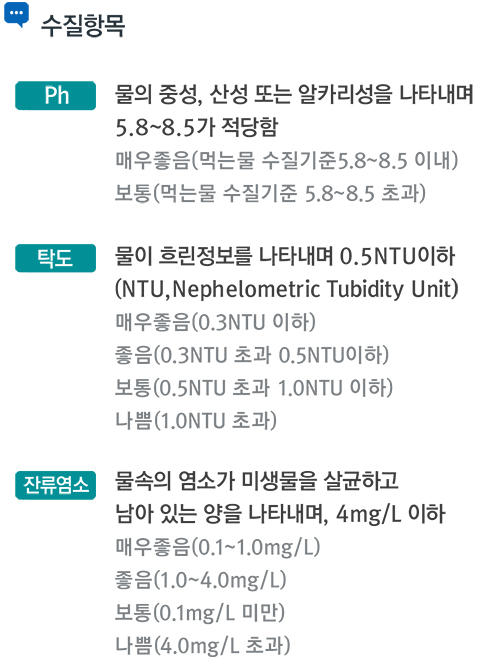 수질항목
Ph
물의 중성, 산성 또는 알카리성을 나타내며
5.8~8.5가 적당함
매우좋음(먹는물 수질기준5.8~8.5 이내)
보통(먹는물 수질기준 5.8~8.5 초과)
탁도
물이 흐린정보를 나타내며 0.5NTU이하
(NTU,Nephelometric Tubidity Unit)
매우좋음(0.3NTU 이하)
좋음(0.3NTU 초과 0.5NTU이하)
보통(0.5NTU 초과 1.0NTU 이하)
나쁨(1.0NTU 초과)
잔류염소
물속의 염소가 미생물을 살균하고
남아 있는 양을 나타내며, 4mg/L 이하
매우좋음(0.1~1.0mg/L)
좋음(1.0~4.0mg/L)
보통(0.1mg/L 미만)
나쁨(4.0mg/L 초과)